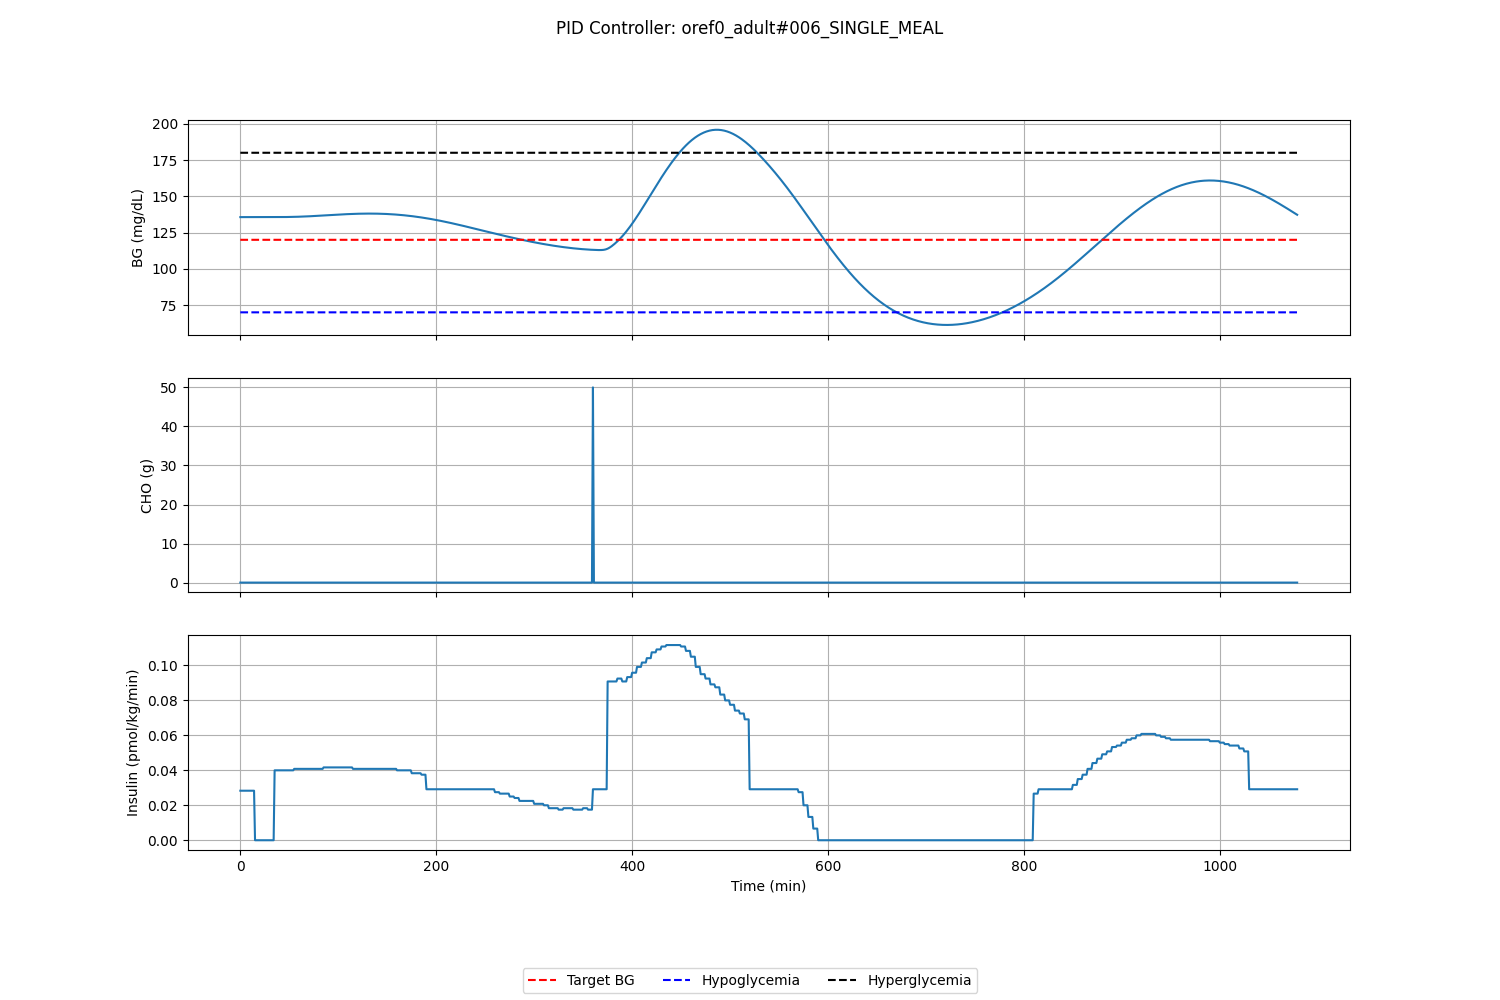 PID Controller: oref0_adult#006_SINGLE_MEAL
200
175
150
125
100
75
BG (mg/dL)
50
40
30
20
10
0
CHO (g)
0.10
0.08
0.06
0.04
0.02
0.00
Insulin (pmol/kg/min)
0 200 400 600 800 1000
Time (min)
Target BG Hypoglycemia Hyperglycemia